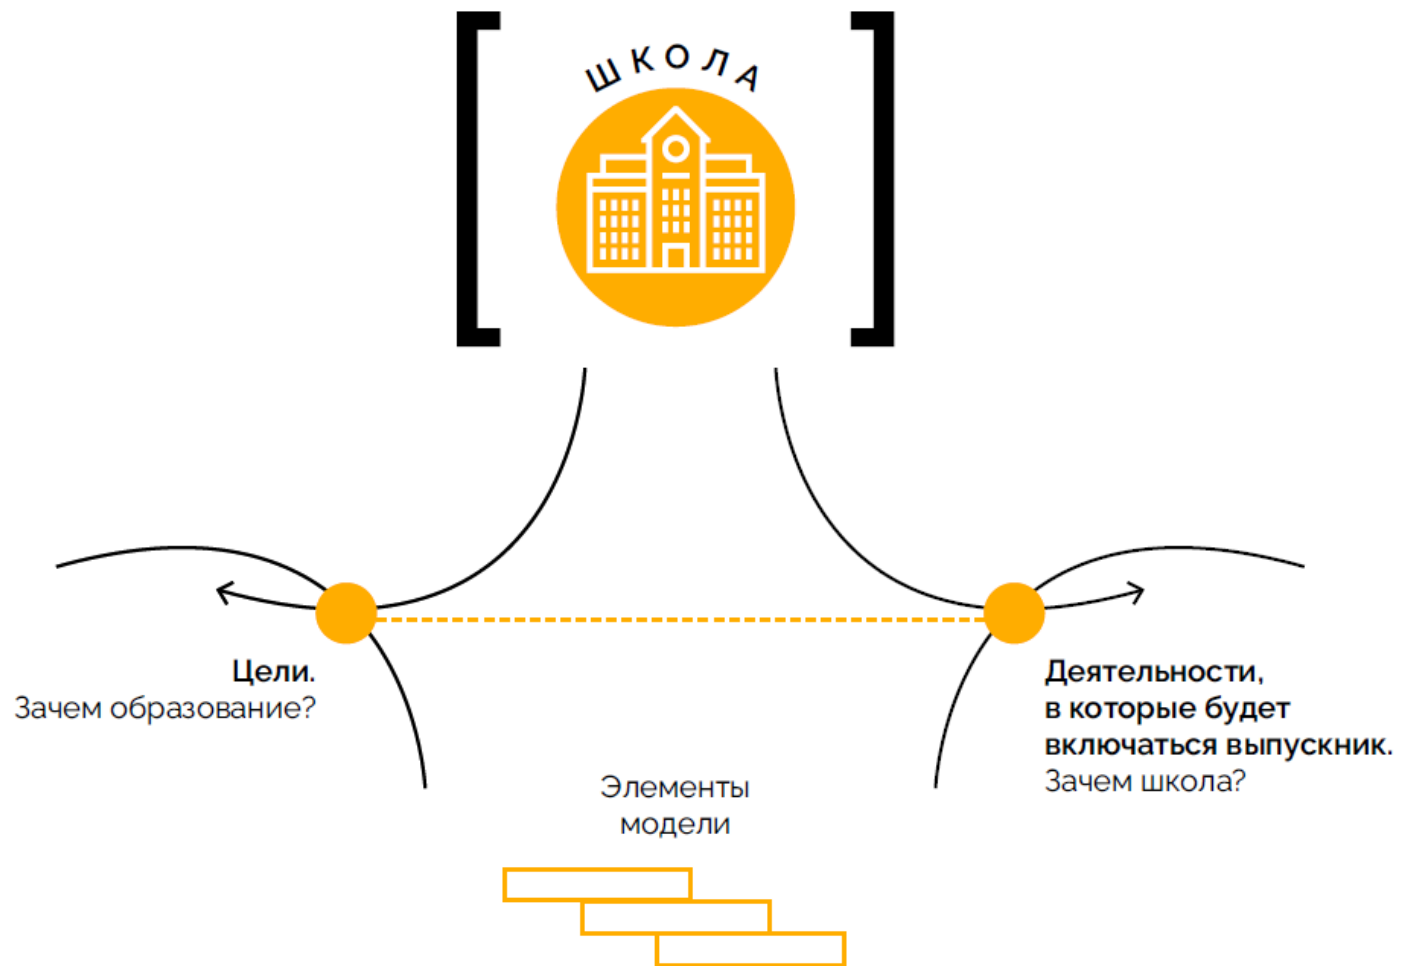 ШКОЛА
Цели.
Зачем образование?
Деятельности,
в которые будет
включаться выпускник.
Зачем школа?
Элементы
модели